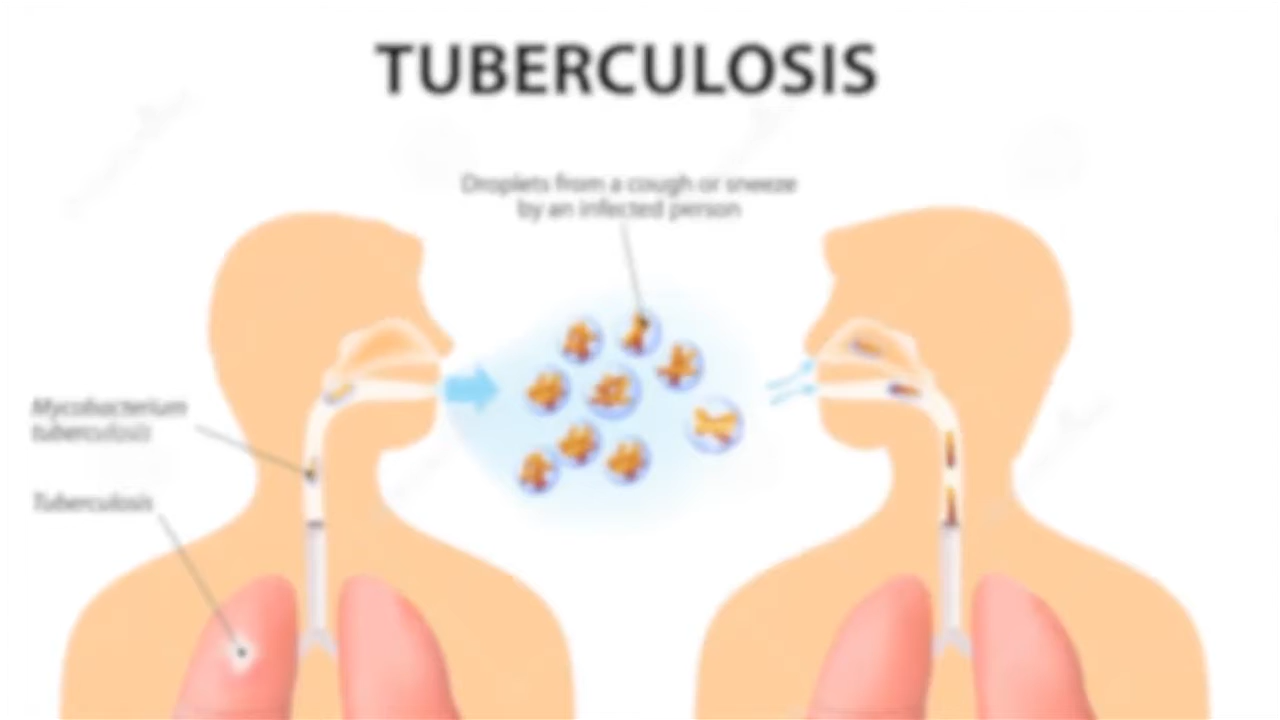 TUBERCULOSIS
Droplets from a cough or sneeze
by an infected person
Mycobacterium
tuberculosis
Tuberculosis